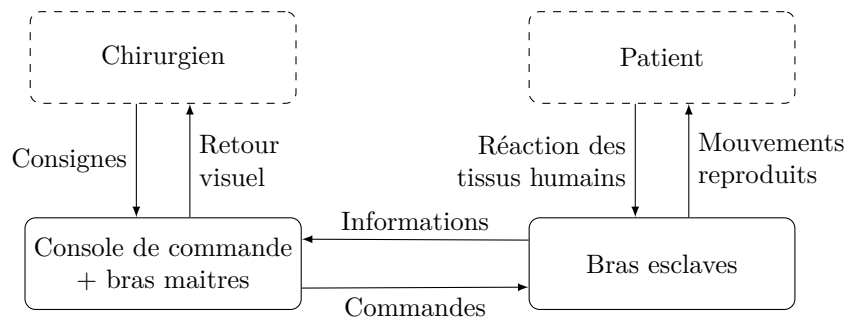 Chirurgien
Patient
Consignes
Retour
visuel
Réaction des
tissus humains
Mouvements
reproduits
Console de commande
+ bras maitres
Informations
Commandes
Bras esclaves